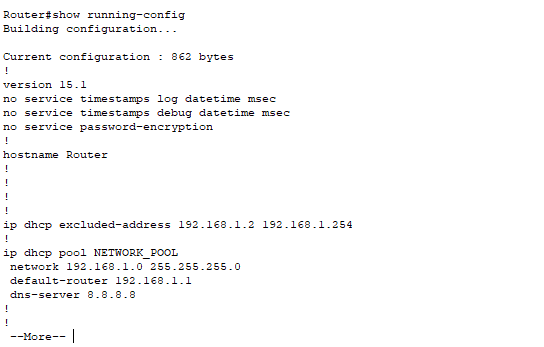 Router#show running-config
Building configuration...
Current configuration : 862 bytes
!
version 15.1
no service timestamps log datetime msec
no service timestamps debug datetime msec
no service password-encryption
!
hostname Router
!
!
!
!
ip dhcp excluded-address 192.168.1.2 192.168.1.254
!
ip dhcp pool NETWORK_POOL
network 192.168.1.0 255.255.255.0
default-router 192.168.1.1
dns-server 8.8.8.8
!
!
--More--